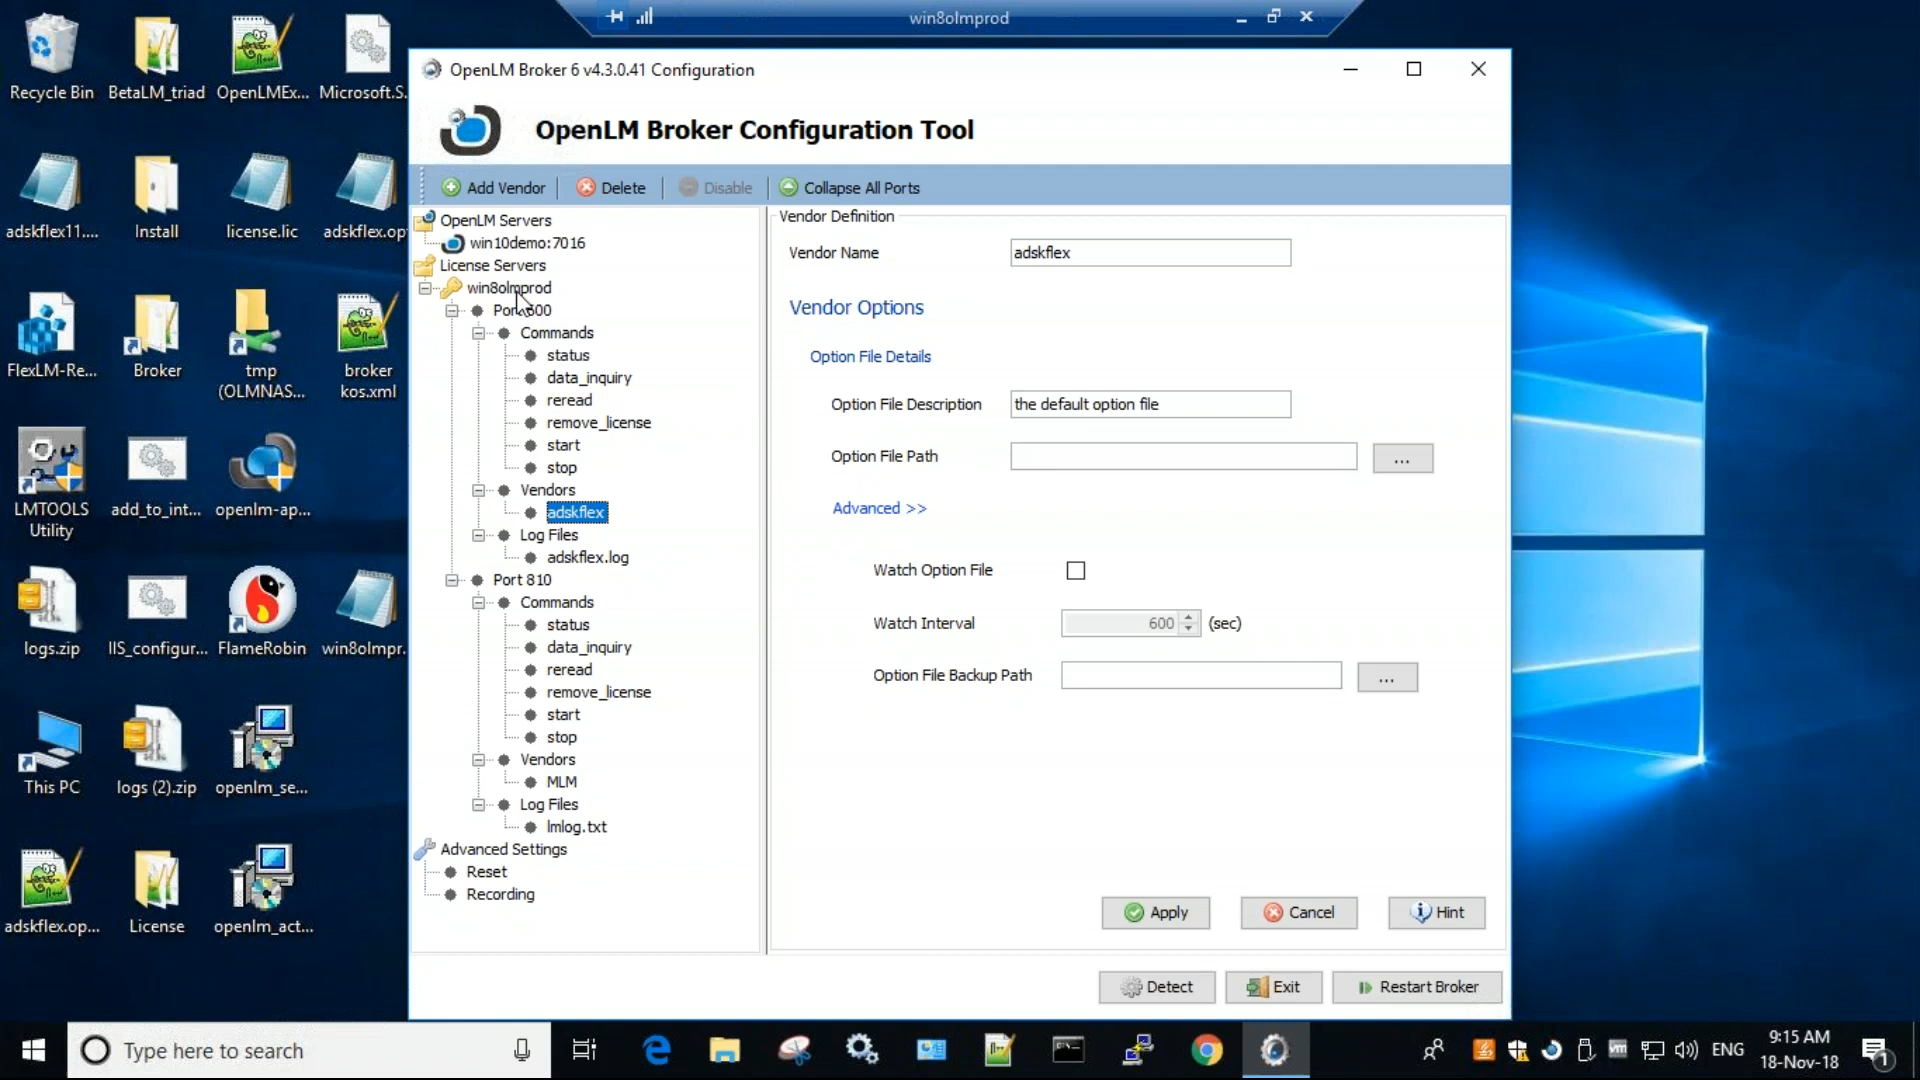 win8olmprod
Recycle Bin
BetaLM_triad
OpenLMEx...
Microsoft.S.
adskflex11....
Install
license.lic
adskflex.op
FlexLM-Re...
Broker
tmp
(OLMNAS...
broker
kos.xml
LMTOOLS
Utility
add_to_int...
openlm-ap...
logs.zip
IIS_configur...
FlameRobin
win8olmpr.
This PC
logs (2).zip
openlm_se...
adskflex.op...
License
openlm_act...
OpenLM Broker 6 v4.3.0.41 Configuration
OpenLM Broker Configuration Tool
Add Vendor
Delete
Disable
Collapse All Ports
OpenLM Servers
win10demo:7016
License Servers
win8olmprod
Commands
status
data_inquiry
reread
remove_license
start
stop
Vendors
adskflex
Log Files
adskflex.log
Port 810
Commands
status
data_inquiry
reread
remove_license
start
stop
Vendors
MLM
Log Files
lmlog.txt
Advanced Settings
Reset
Recording
Vendor Definition
Vendor Name
adskflex
Vendor Options
Option File Details
Option File Description
the default option file
Option File Path
...
Advanced >>
Watch Option File
Watch Interval
600
(sec)
Option File Backup Path
...
Apply
Cancel
Hint
Detect
Exit
Restart Broker
Type here to search
ENG
9:15 AM
18-Nov-18
1